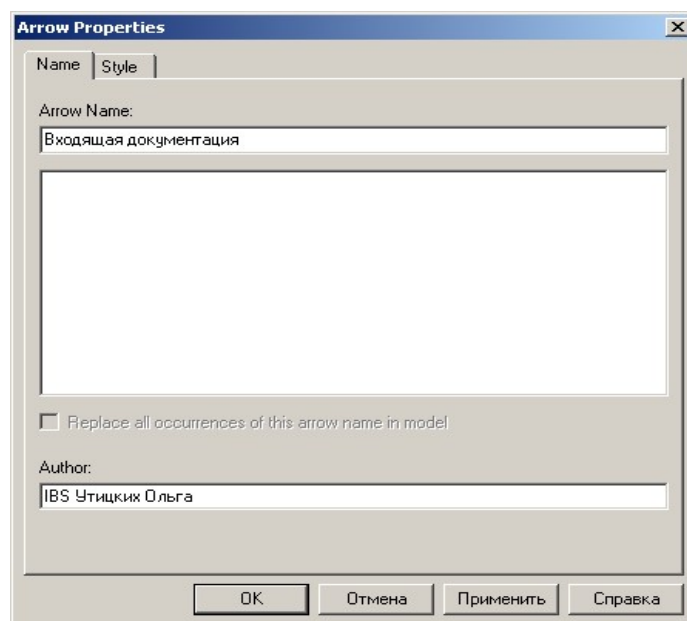 Arrow Properties
Name Style
Arrow Name:
Входящая документация
Replace all occurrences of this arrow name in model
Author:
IBS Утицких Ольга
OK Отмена Применить Справка